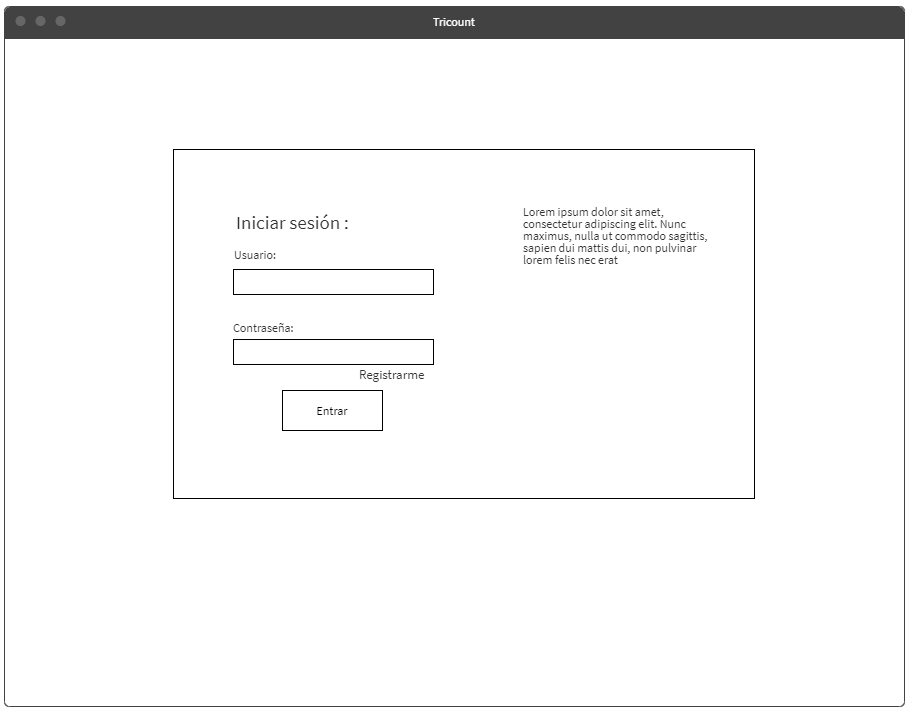 Tricount
Iniciar sesión :
Usuario:
Contraseña:
Registrarme
Entrar
Lorem ipsum dolor sit amet,
consectetur adipiscing elit. Nunc
maximus, nulla ut commodo sagittis,
sapien dui mattis dui, non pulvinar
lorem felis nec erat